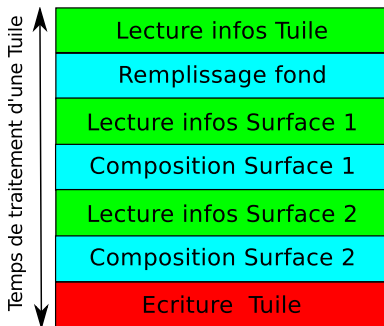 Temps de traitement d'une Tuile
Lecture infos Tuile
Remplissage fond
Lecture infos Surface 1
Composition Surface 1
Lecture infos Surface 2
Composition Surface 2
Ecriture Tuile